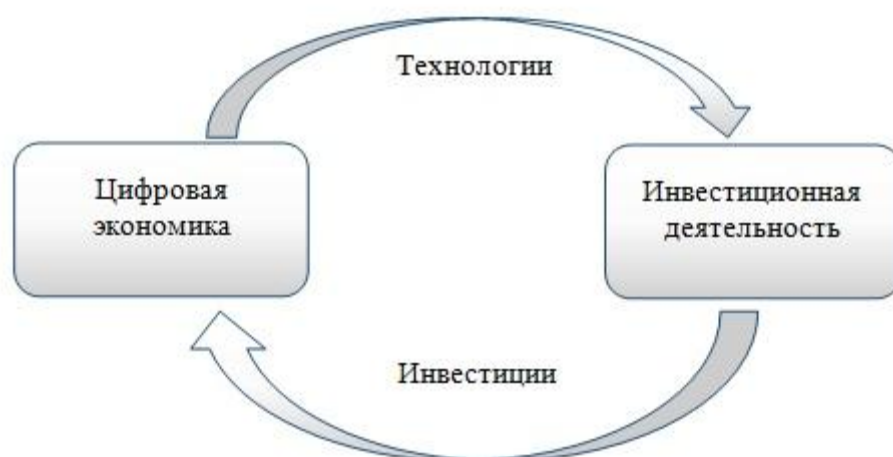 Технологии
Цифровая
экономика
Инвестиционная
деятельность
Инвестиции